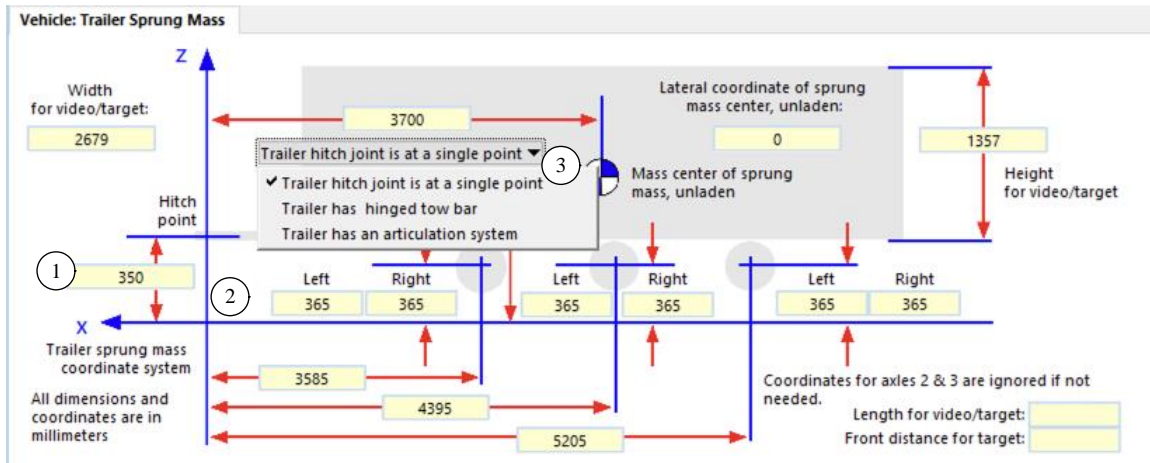 Vehicle: Trailer Sprung Mass
Z
Width
for video/target:
2679
3700
Lateral coordinate of sprung
mass center, unladen:
0
1357
Height
for video/target
Trailer hitch joint is at a single point
3
Mass center of sprung
mass, unladen
✔ Trailer hitch joint is at a single point
Trailer has hinged tow bar
Trailer has an articulation system
Hitch
point
1
350
2
Left Right
365 365
Left Right
365 365
Left Right
365 365
X
Trailer sprung mass
coordinate system
All dimensions and
coordinates are in
millimeters
3585
4395
5205
Coordinates for axles 2 & 3 are ignored if not
needed.
Length for video/target:
Front distance for target: